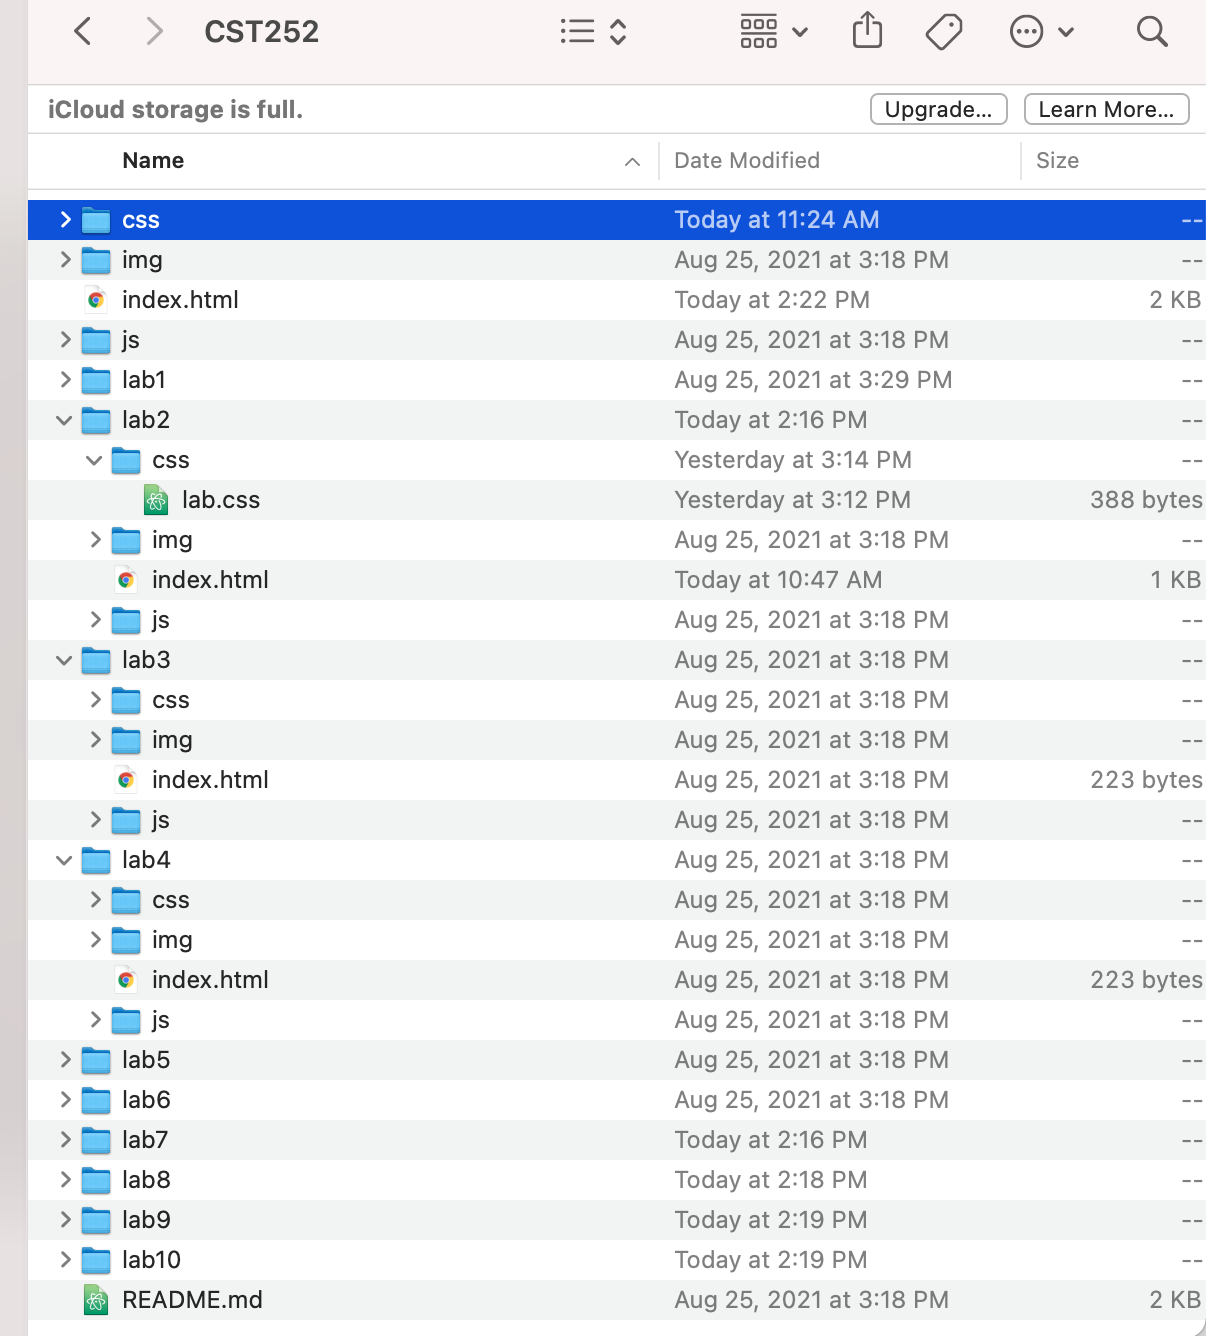 CST252
iCloud storage is full. Upgrade... Learn More...
Name Date Modified Size
css Today at 11:24 AM --
img Aug 25, 2021 at 3:18 PM --
index.html Today at 2:22 PM 2 KB
js Aug 25, 2021 at 3:18 PM --
lab1 Aug 25, 2021 at 3:29 PM --
lab2 Today at 2:16 PM --
css Yesterday at 3:14 PM --
lab.css Yesterday at 3:12 PM 388 bytes
img Aug 25, 2021 at 3:18 PM --
index.html Today at 10:47 AM 1 KB
js Aug 25, 2021 at 3:18 PM --
lab3 Aug 25, 2021 at 3:18 PM --
css Aug 25, 2021 at 3:18 PM --
img Aug 25, 2021 at 3:18 PM --
index.html Aug 25, 2021 at 3:18 PM 223 bytes
js Aug 25, 2021 at 3:18 PM --
lab4 Aug 25, 2021 at 3:18 PM --
css Aug 25, 2021 at 3:18 PM --
img Aug 25, 2021 at 3:18 PM --
index.html Aug 25, 2021 at 3:18 PM 223 bytes
js Aug 25, 2021 at 3:18 PM --
lab5 Aug 25, 2021 at 3:18 PM --
lab6 Aug 25, 2021 at 3:18 PM --
lab7 Today at 2:16 PM --
lab8 Today at 2:18 PM --
lab9 Today at 2:19 PM --
lab10 Today at 2:19 PM --
README.md Aug 25, 2021 at 3:18 PM 2 KB